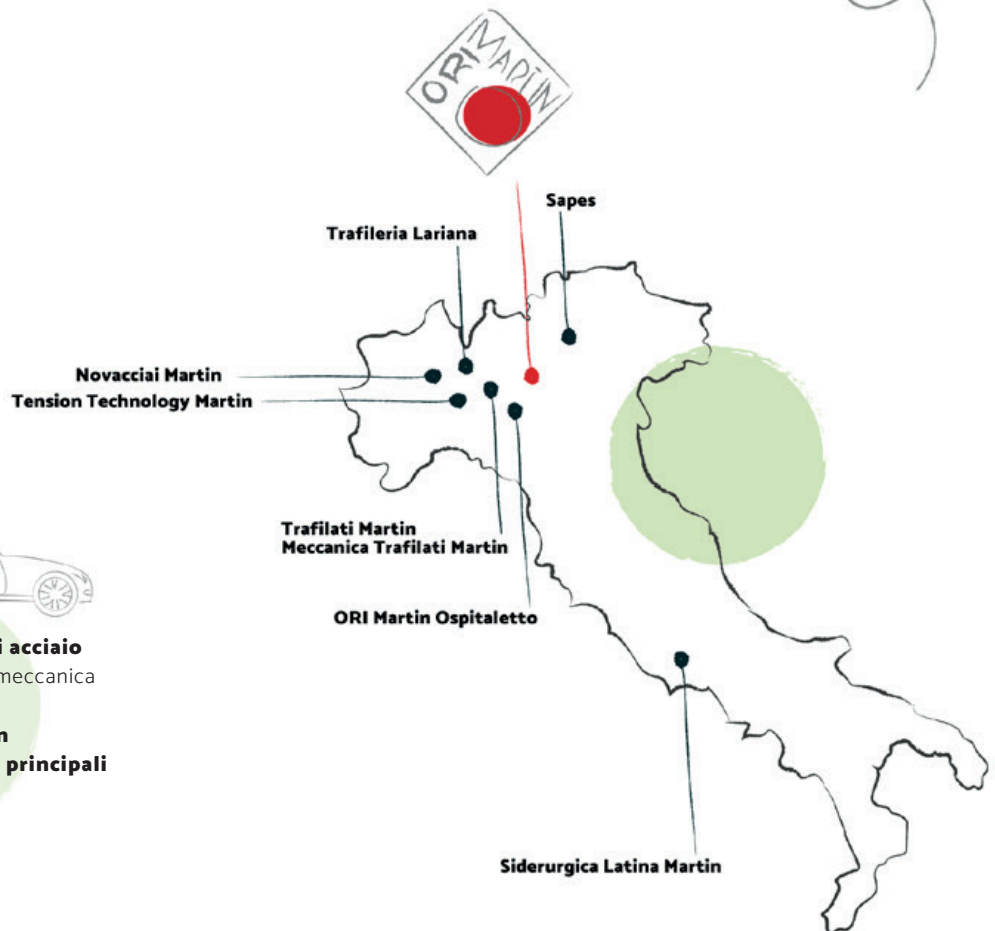 ORI MARTIN
Sapes
Trafileria Lariana
Novacciai Martin
Tension Technology Martin
Trafilati Martin
Meccanica Trafilati Martin
ORI Martin Ospitaletto
i acciaio
meccanica
n
principali
Siderurgica Latina Martin